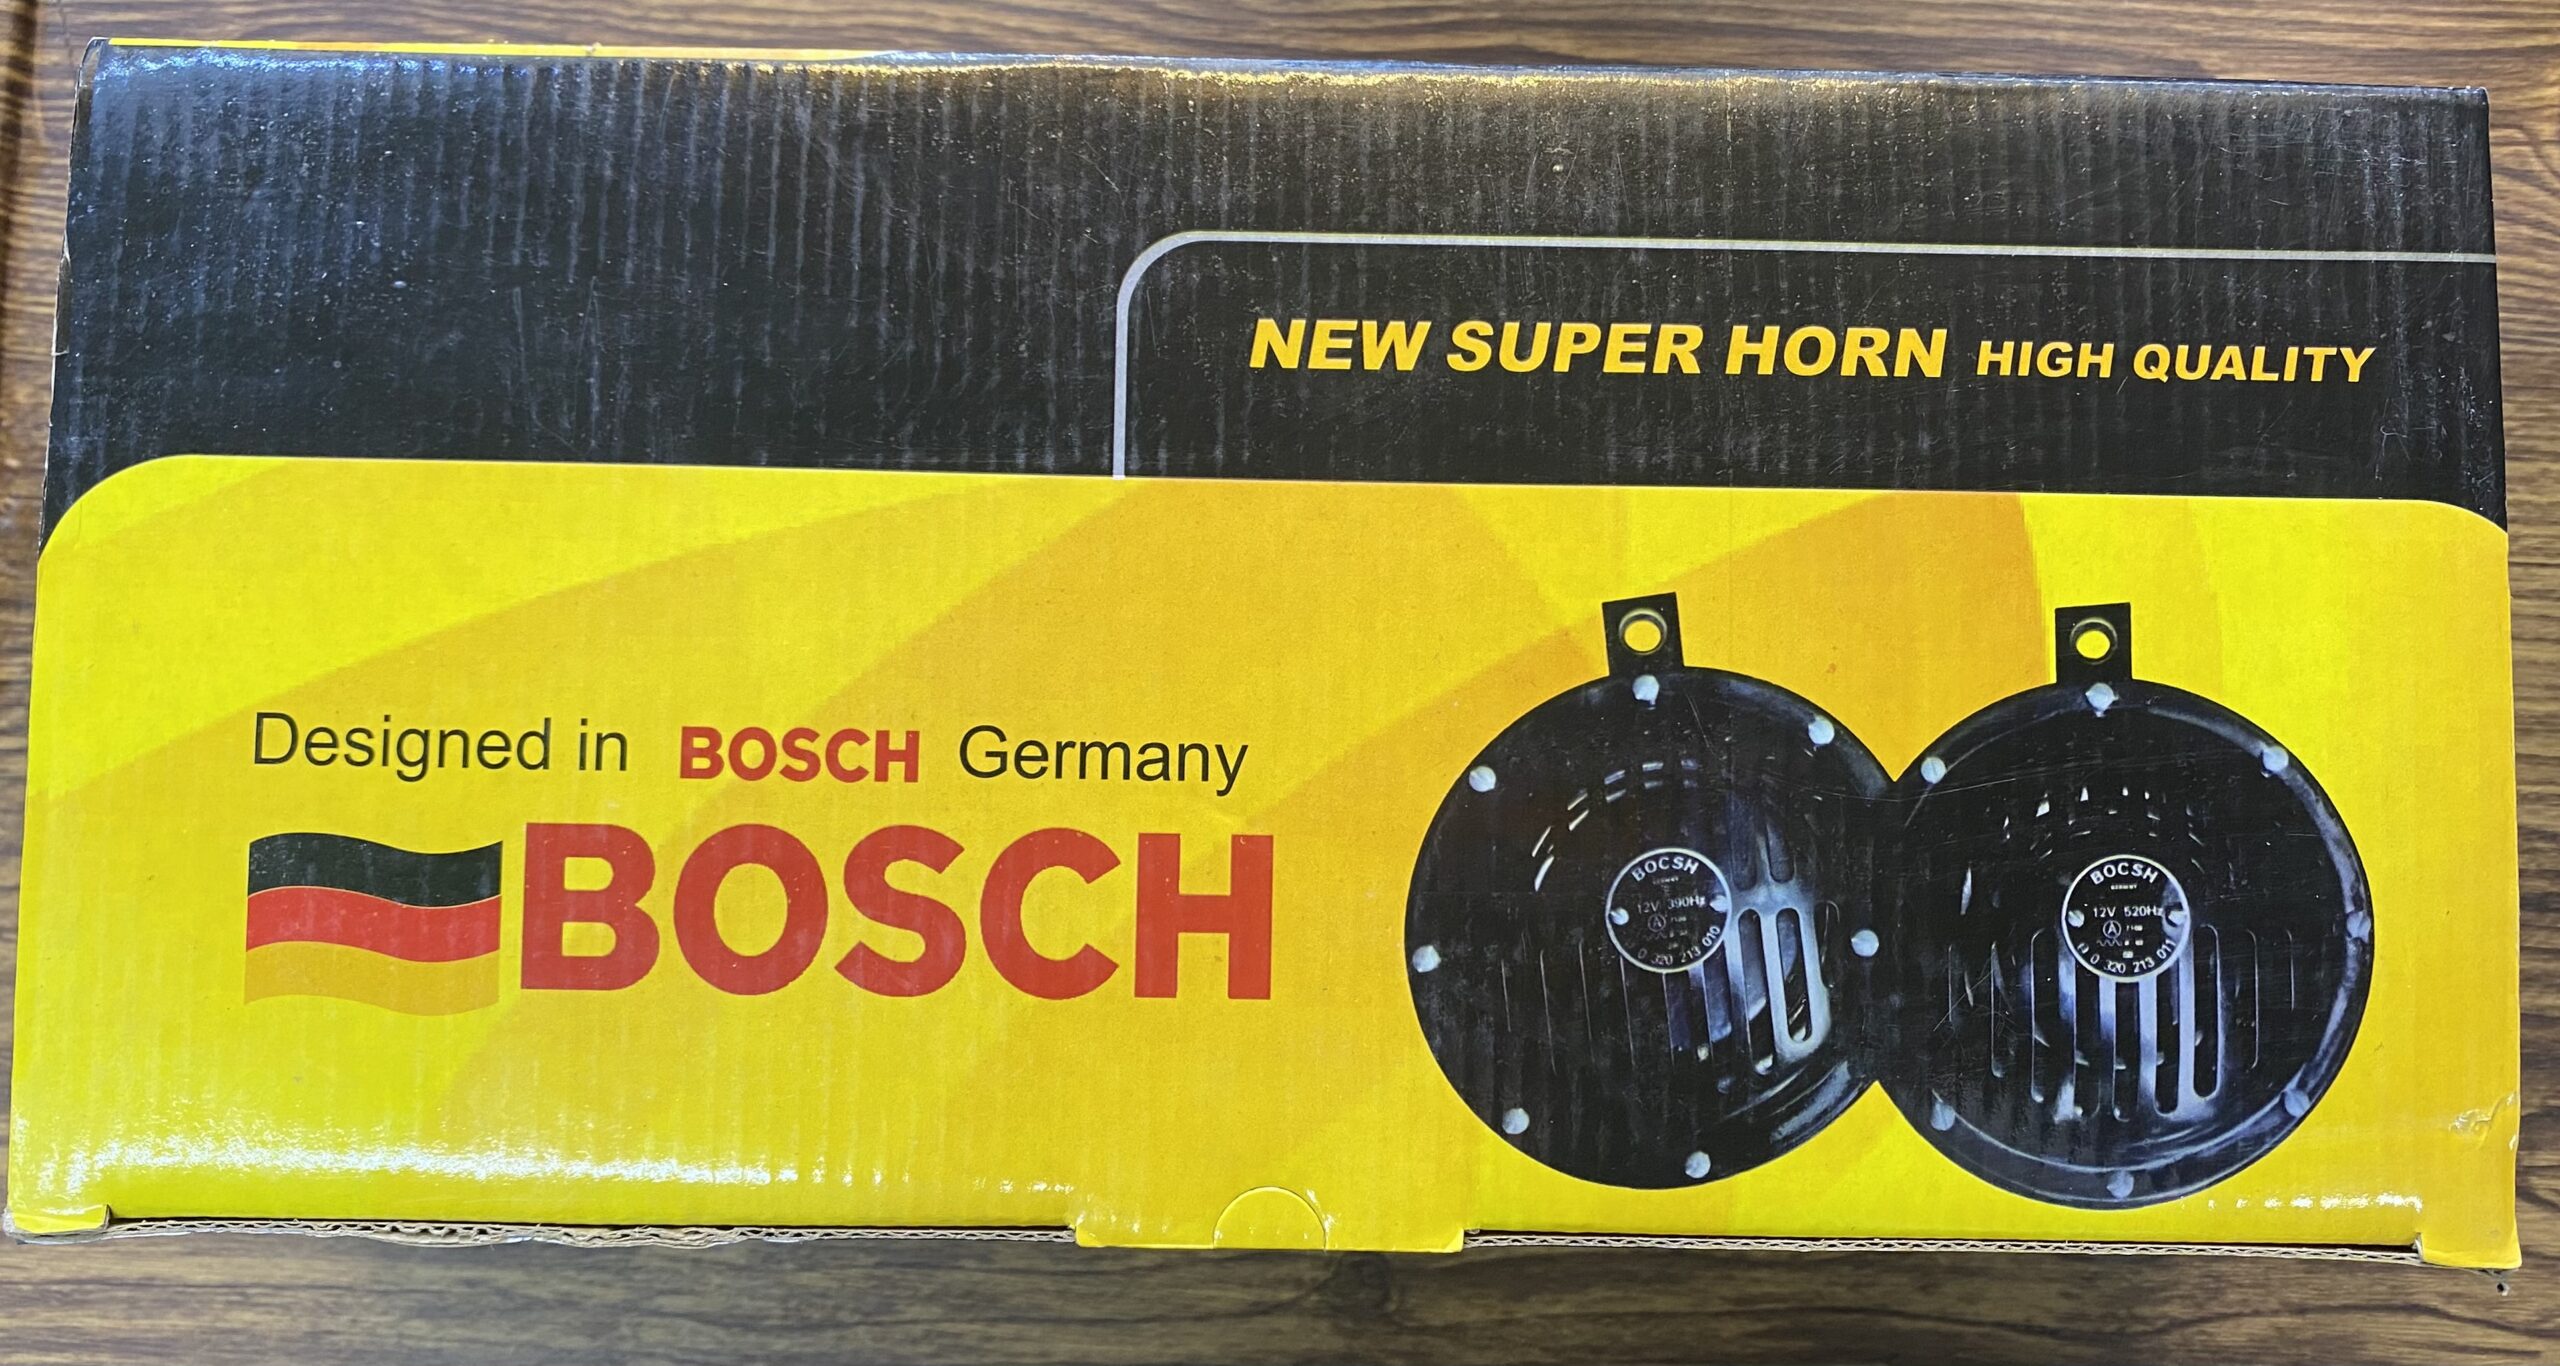 NEW SUPER HORN HIGH QUALITY
Designed in BOSCH Germany
BOSCH
BOCSH
12V 390Hz
0 320 213 010
BOCSH
GERMANY
12V 520Hz
0 320 213 011